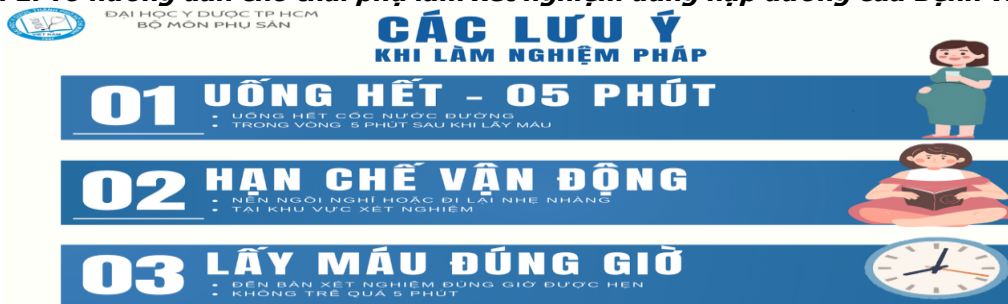 ĐẠI HỌC Y DƯỢC TP HCM
BỘ MÔN PHỤ SẢN
CÁC LƯU Ý
KHI LÀM NGHIỆM PHÁP
01 UỐNG HẾT - 05 PHÚT
• UỐNG HẾT CỐC NƯỚC ĐƯỜNG
• TRONG VÒNG 5 PHÚT SAU KHI LẤY MÁU
02 HẠN CHẾ VẬN ĐỘNG
• NÊN NGỒI NGHỈ HOẶC ĐI LẠI NHẸ NHÀNG
• TẠI KHU VỰC XÉT NGHIỆM
03 LẤY MÁU ĐÚNG GIỜ
• ĐẾN BÀN XÉT NGHIỆM ĐÚNG GIỜ ĐƯỢC HẸN
• KHÔNG TRỄ QUÁ 5 PHÚT